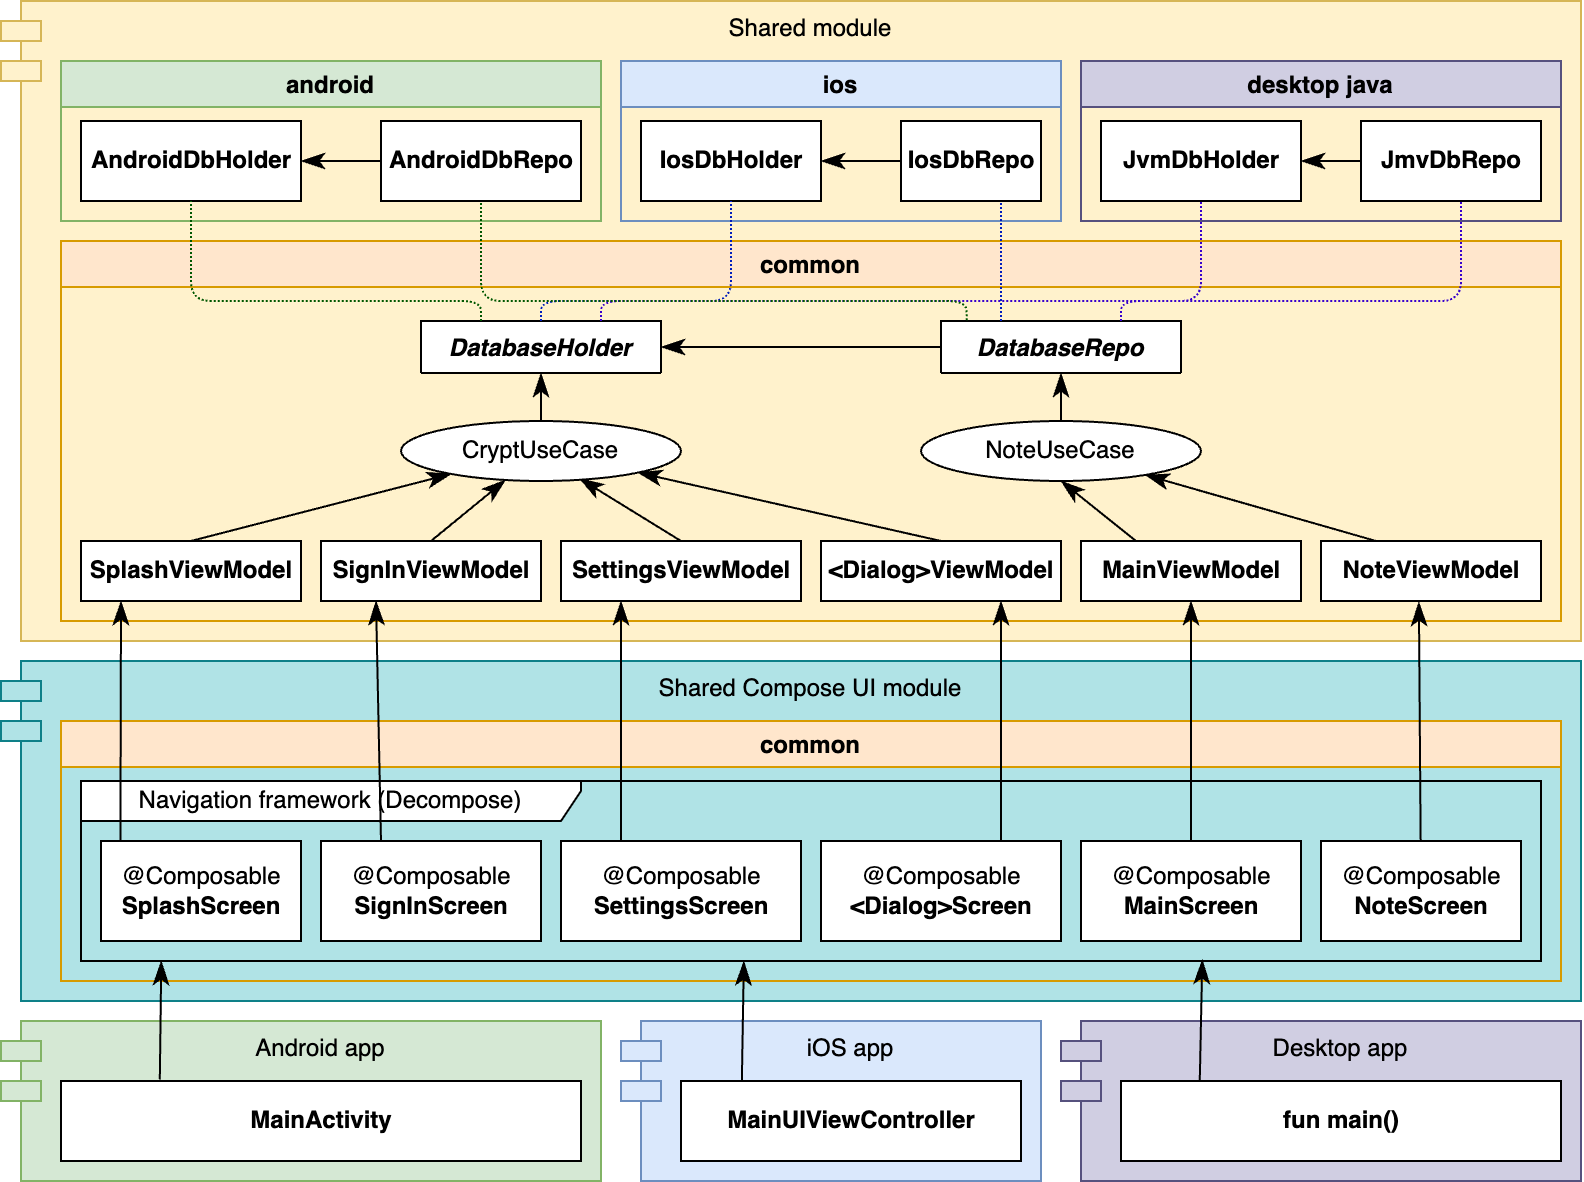 Shared module
android
ios
desktop java
AndroidDbHolder
AndroidDbRepo
IosDbHolder
IosDbRepo
JvmDbHolder
JmvDbRepo
common
DatabaseHolder
DatabaseRepo
CryptUseCase
NoteUseCase
SplashViewModel
SignInViewModel
SettingsViewModel
<Dialog>ViewModel
MainViewModel
NoteViewModel
Shared Compose UI module
common
Navigation framework (Decompose)
@Composable
SplashScreen
@Composable
SignInScreen
@Composable
SettingsScreen
@Composable
<Dialog>Screen
@Composable
MainScreen
@Composable
NoteScreen
Android app
MainActivity
iOS app
MainUIViewController
Desktop app
fun main()